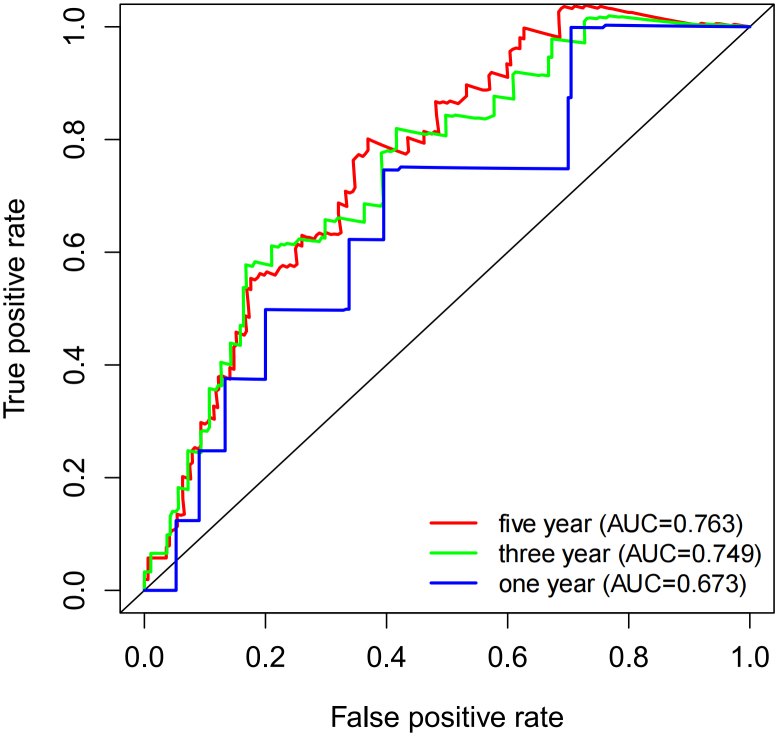 True positive rate
1.0
0.8
0.6
0.4
0.2
0.0
five year (AUC=0.763)
three year (AUC=0.749)
one year (AUC=0.673)
0.0 0.2 0.4 0.6 0.8 1.0
False positive rate